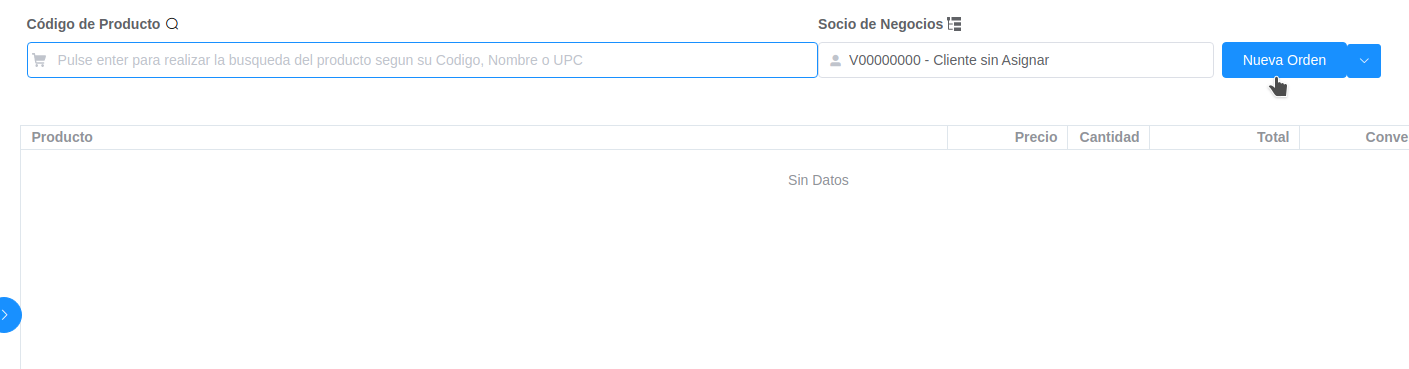 Código de Producto
Socio de Negocios
Pulse enter para realizar la busqueda del producto segun su Codigo, Nombre o UPC
V00000000 - Cliente sin Asignar
Nueva Orden
Producto Precio Cantidad Total Conve
Sin Datos